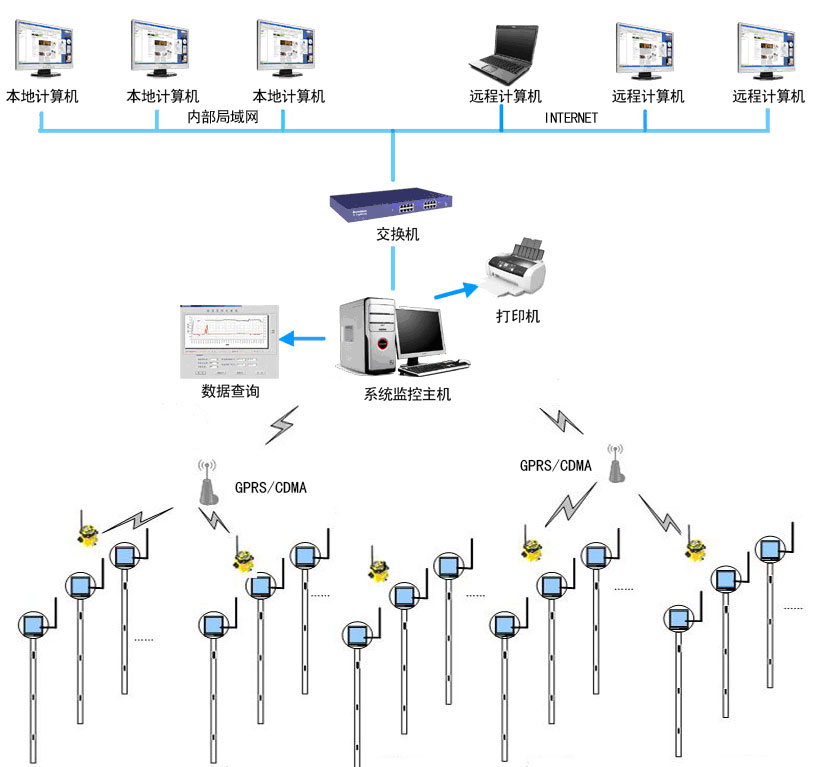 本地计算机
本地计算机
本地计算机
远程计算机
远程计算机
远程计算机
内部局域网
INTERNET
交换机
打印机
数据查询
系统监控主机
GPRS/CDMA
GPRS/CDMA
……
……
……
……
……